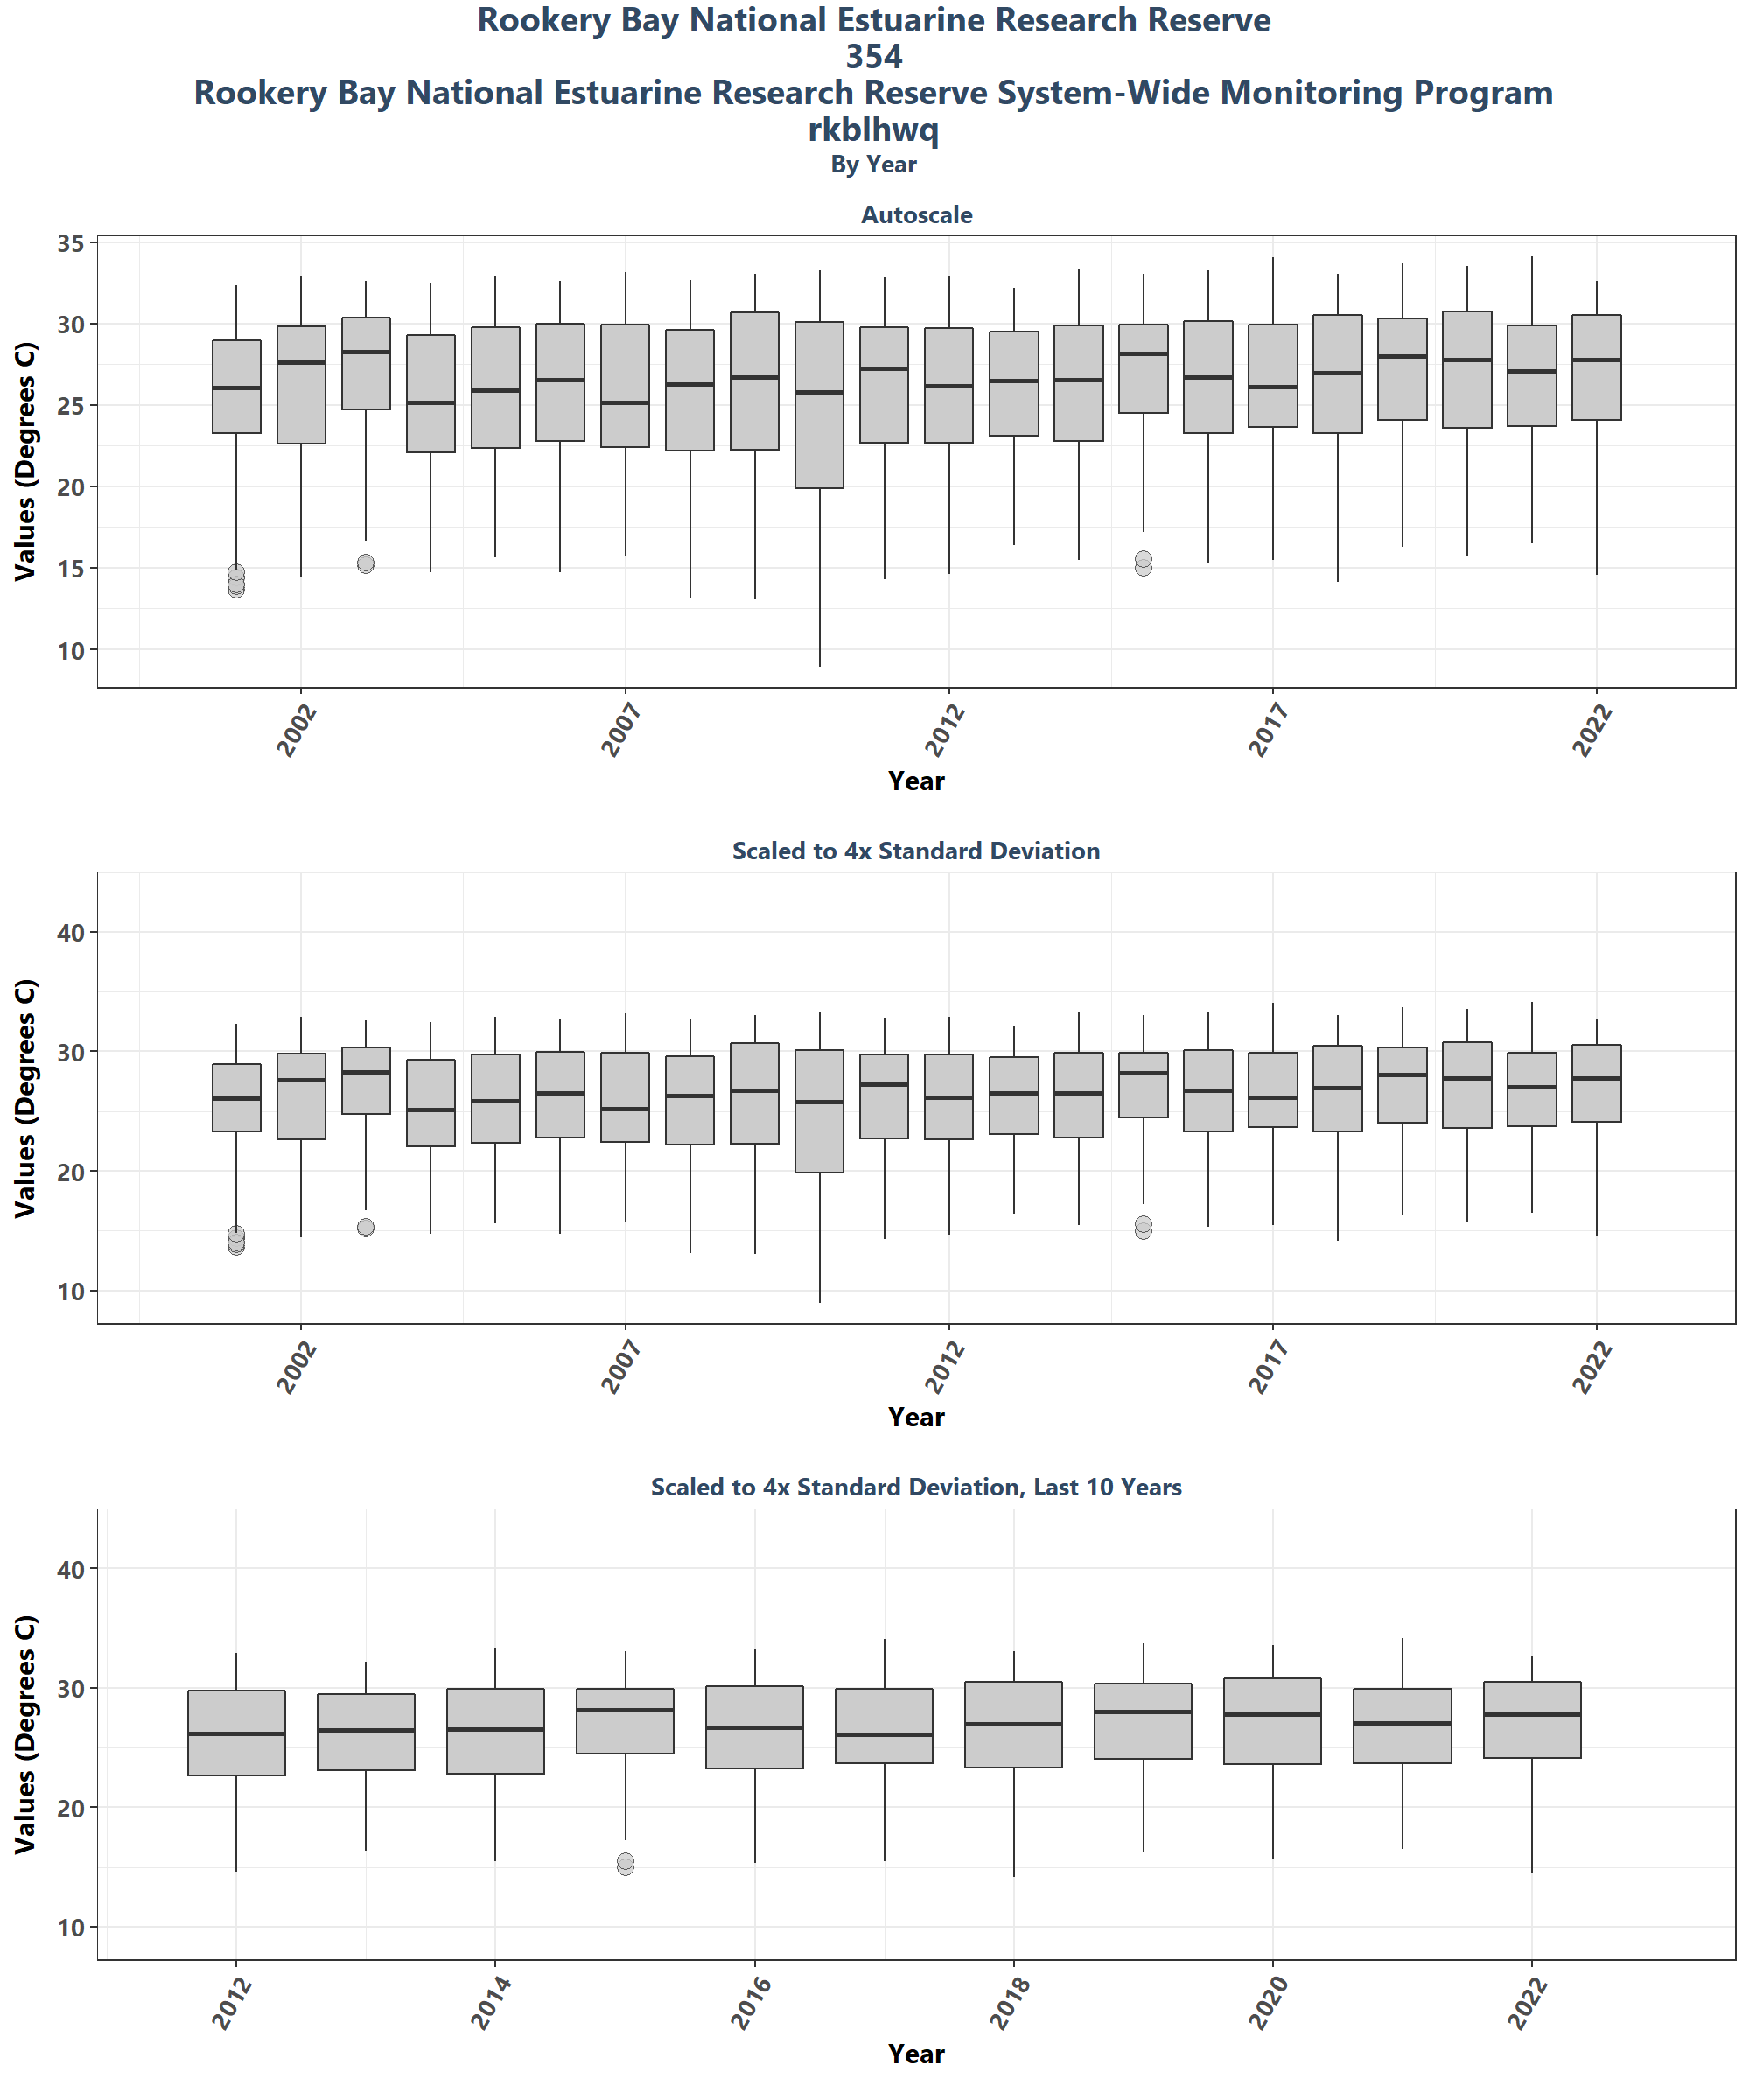 Rookery Bay National Estuarine Research Reserve
354
Rookery Bay National Estuarine Research Reserve System-Wide Monitoring Program
rkblhwq
By Year
Autoscale
Values (Degrees C)
35
30
25
20
15
10
2002 2007 2012 2017 2022
Year
Scaled to 4x Standard Deviation
Values (Degrees C)
40
30
20
10
2002 2007 2012 2017 2022
Year
Scaled to 4x Standard Deviation, Last 10 Years
Values (Degrees C)
40
30
20
10
2012 2014 2016 2018 2020 2022
Year